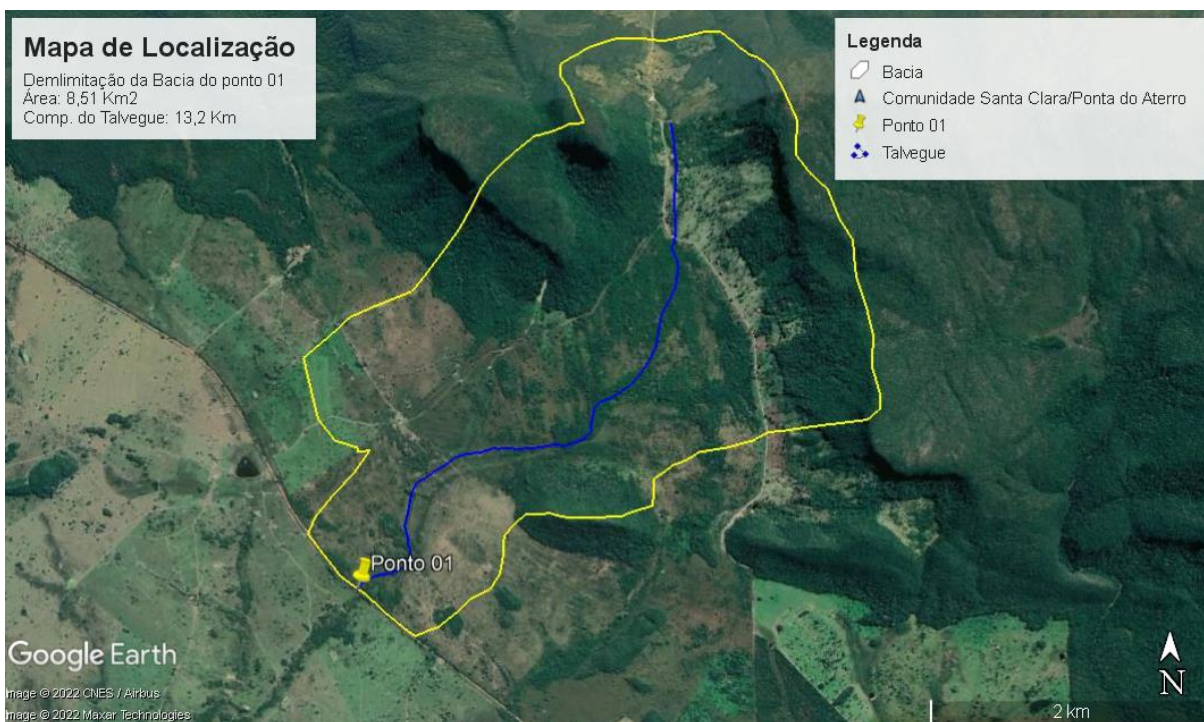 Mapa de Localização
Demlimitação da Bacia do ponto 01
Área: 8,51 Km2
Comp. do Talvegue: 13,2 Km
Legenda
Bacia
Comunidade Santa Clara/Ponta do Aterro
Ponto 01
Talvegue
Ponto 01
Google Earth
mage © 2022 CNES / Airbus
mage © 2022 Maxar Technologies
N
2 km